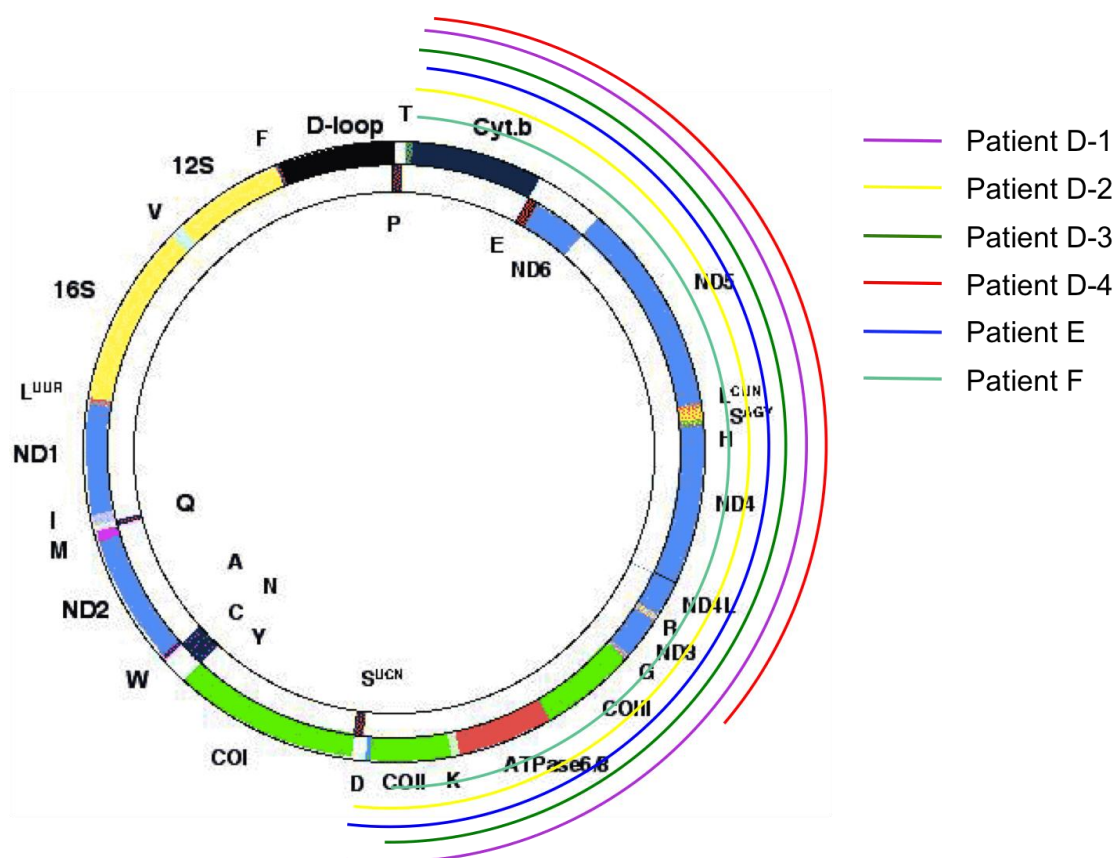 T
F
D-loop
Cyt.b
12S
V
P
E
ND6
16S
ND5
L^UUR
L^CUN
S^AGY
H
ND1
ND4
Q
I
M
A
N
ND2
C
Y
ND4L
R
ND3
G
W
S^UCN
COIII
COI
ATPase6/8
D
COII
K
Patient D-1
Patient D-2
Patient D-3
Patient D-4
Patient E
Patient F